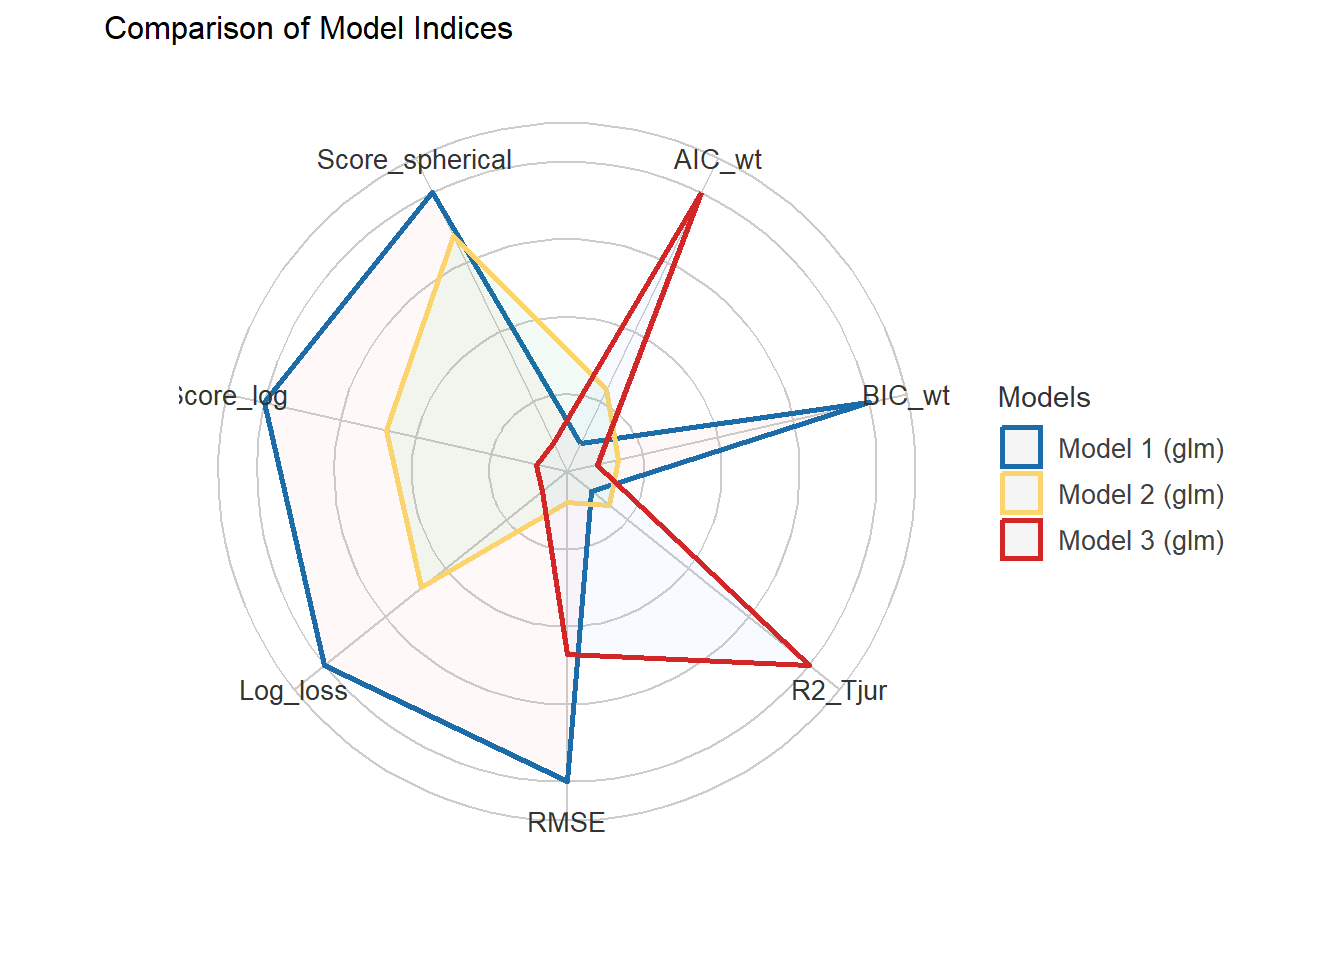 Comparison of Model Indices
Score_spherical
AIC_wt
Score_log
BIC_wt
Log_loss
R2_Tjur
RMSE
Models
Model 1 (glm)
Model 2 (glm)
Model 3 (glm)